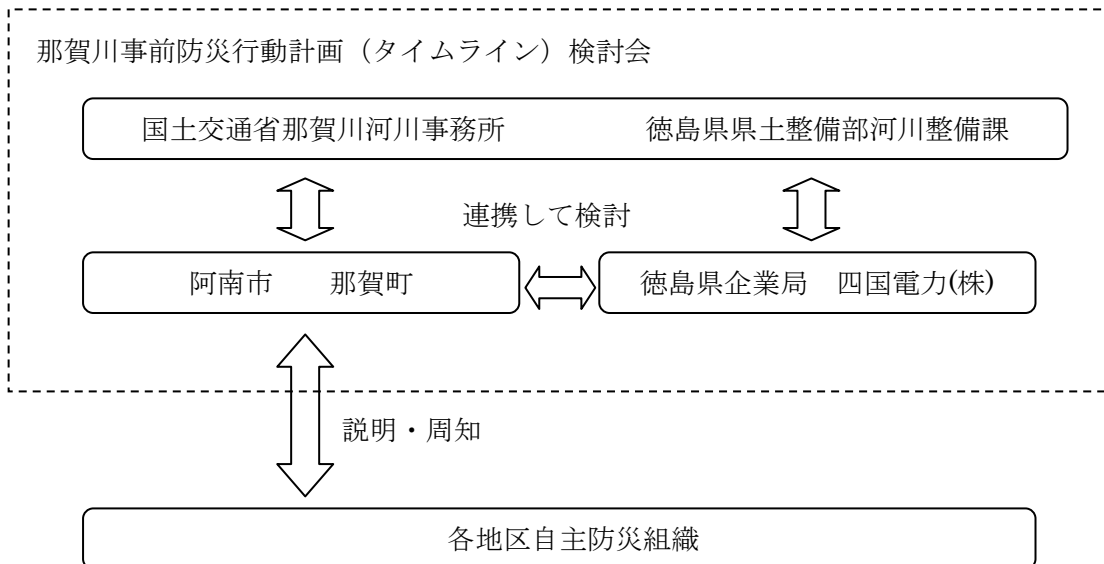 那賀川事前防災行動計画（タイムライン）検討会
国土交通省那賀川河川事務所　徳島県県土整備部河川整備課
連携して検討
阿南市　那賀町　徳島県企業局　四国電力(株)
説明・周知
各地区自主防災組織